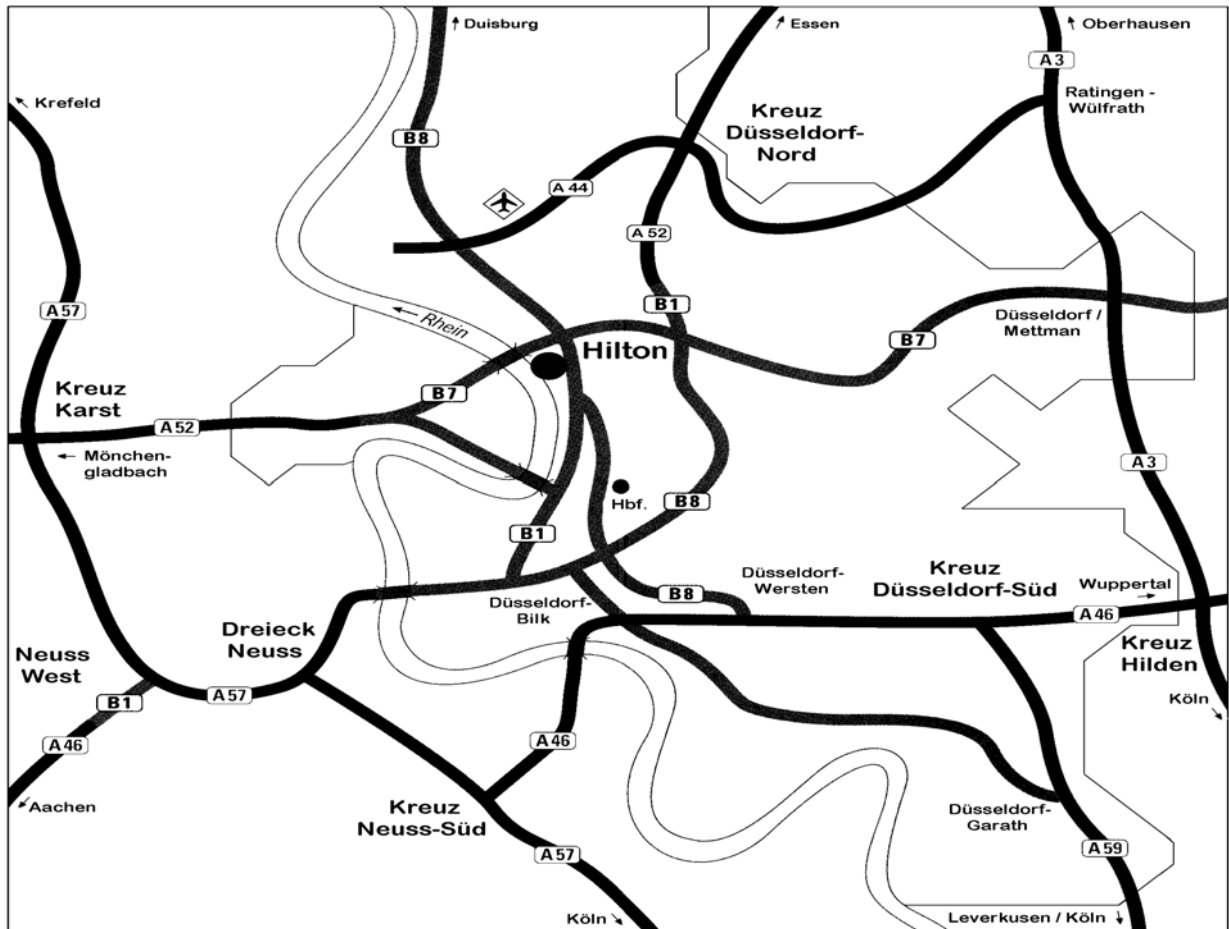 Duisburg
Essen
Oberhausen
A3
Krefeld
Ratingen -
Wülfrath
Kreuz
Düsseldorf-
Nord
B8
A 44
A 52
A 57
Rhein
B1
Düsseldorf /
Mettman
B7
Hilton
Kreuz
Karst
B7
A 52
Mönchen-
gladbach
A3
Hbf.
B8
B1
Düsseldorf-
Wersten
Kreuz
Düsseldorf-Süd
Wuppertal
B8
Düsseldorf-
Bilk
A 46
Dreieck
Neuss
Neuss
West
Kreuz
Hilden
B1
A 57
Köln
A 46
A 46
Aachen
Kreuz
Neuss-Süd
Düsseldorf-
Garath
A 57
A 59
Köln
Leverkusen / Köln